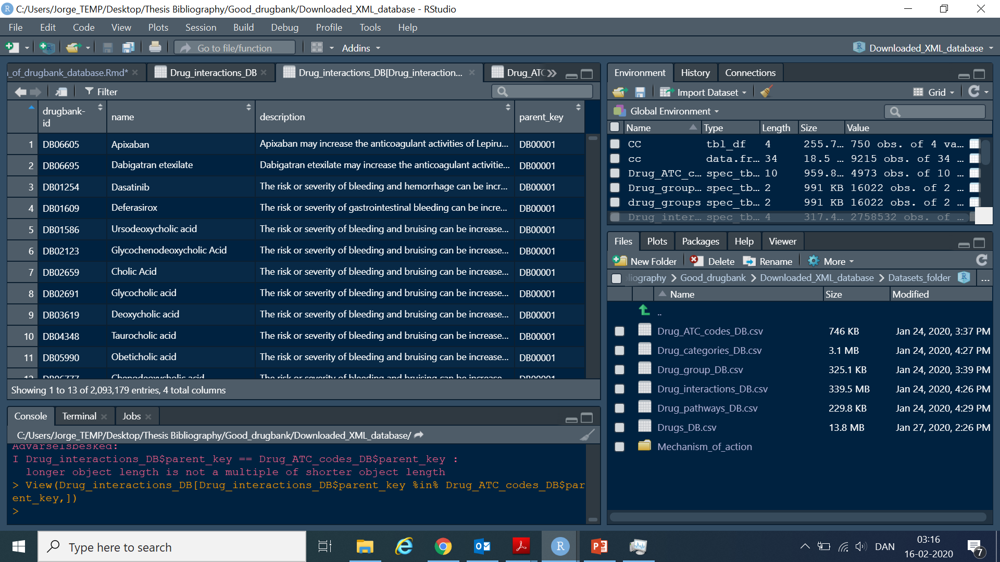 C:/Users/Jorge_TEMP/Desktop/Thesis Bibliography/Good_drugbank/Downloaded_XML_database - RStudio
File Edit Code View Plots Session Build Debug Profile Tools Help
Go to file/function Addins Downloaded_XML_database
_of_drugbank_database.Rmd* Drug_interactions_DB Drug_interactions_DB[Drug_interaction... Drug_ATC
Filter
drugbank-id name description parent_key
1 DB06605 Apixaban Apixaban may increase the anticoagulant activities of Lepiru... DB00001
2 DB06695 Dabigatran etexilate Dabigatran etexilate may increase the anticoagulant activitie... DB00001
3 DB01254 Dasatinib The risk or severity of bleeding and hemorrhage can be incr... DB00001
4 DB01609 Deferasirox The risk or severity of gastrointestinal bleeding can be incre... DB00001
5 DB01586 Ursodeoxycholic acid The risk or severity of bleeding and bruising can be increase... DB00001
6 DB02123 Glycochenodeoxycholic Acid The risk or severity of bleeding and bruising can be increase... DB00001
7 DB02659 Cholic Acid The risk or severity of bleeding and bruising can be increase... DB00001
8 DB02691 Glycocholic acid The risk or severity of bleeding and bruising can be increase... DB00001
9 DB03619 Deoxycholic acid The risk or severity of bleeding and bruising can be increase... DB00001
10 DB04348 Taurocholic acid The risk or severity of bleeding and bruising can be increase... DB00001
11 DB05990 Obeticholic acid The risk or severity of bleeding and bruising can be increase... DB00001
12 DB06777 Chenodeoxycholic acid The risk or severity of bleeding and bruising can be increase... DB00001
Showing 1 to 13 of 2,093,179 entries, 4 total columns
Console Terminal Jobs
C:/Users/Jorge_TEMP/Desktop/Thesis Bibliography/Good_drugbank/Downloaded_XML_database/
Advarselsbesked:
I Drug_interactions_DB$parent_key == Drug_ATC_codes_DB$parent_key :
longer object length is not a multiple of shorter object length
> View(Drug_interactions_DB[Drug_interactions_DB$parent_key %in% Drug_ATC_codes_DB$par
ent_key,])
>
Environment History Connections
Import Dataset Grid
Global Environment
Name Type Length Size Value
CC tbl_df 4 255.7... 750 obs. of 4 va...
cc data.fr... 34 18.5 ... 9215 obs. of 34 ...
Drug_ATC_c... spec_tb... 10 959.8... 4973 obs. of 10 ...
Drug_group... spec_tb... 2 991 KB 16022 obs. of 2 ...
drug_groups spec_tb... 2 991 KB 16022 obs. of 2 ...
Drug_inter... spec_tb... 4 317.4... 2758532 obs. of ...
Files Plots Packages Help Viewer
New Folder Delete Rename More
liography > Good_drugbank > Downloaded_XML_database > Datasets_folder ...
Name Size Modified
..
Drug_ATC_codes_DB.csv 746 KB Jan 24, 2020, 3:37 PM
Drug_categories_DB.csv 3.1 MB Jan 24, 2020, 4:27 PM
Drug_group_DB.csv 325.1 KB Jan 24, 2020, 3:39 PM
Drug_interactions_DB.csv 339.5 MB Jan 24, 2020, 4:26 PM
Drug_pathways_DB.csv 229.8 KB Jan 24, 2020, 4:29 PM
Drugs_DB.csv 13.8 MB Jan 27, 2020, 2:26 PM
Mechanism_of_action
Type here to search
DAN
03:16
16-02-2020
7